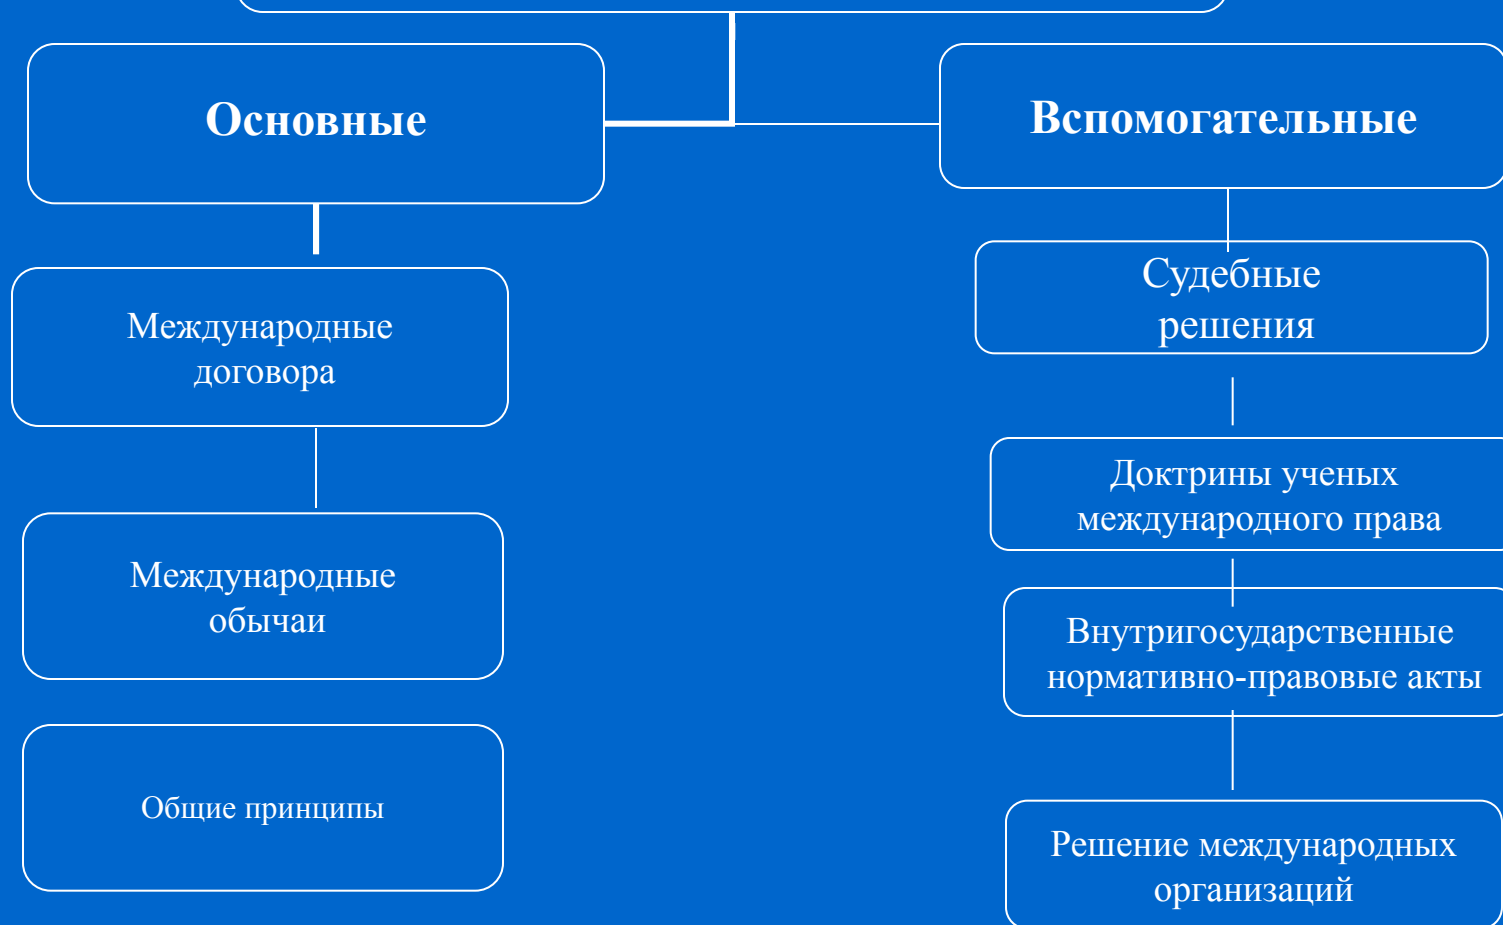 Основные
Вспомогательные
Международные
договора
Международные
обычаи
Общие принципы
Судебные
решения
Доктрины ученых
международного права
Внутригосударственные
нормативно-правовые акты
Решение международных
организаций